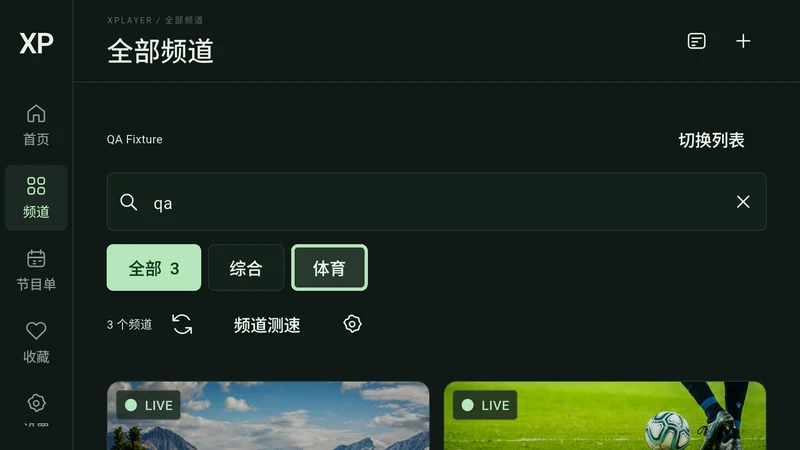 XP
首页
频道
节目单
收藏
XPLAYER / 全部频道
全部频道
QA Fixture
切换列表
qa
全部 3
综合
体育
3 个频道
频道测速
LIVE
LIVE